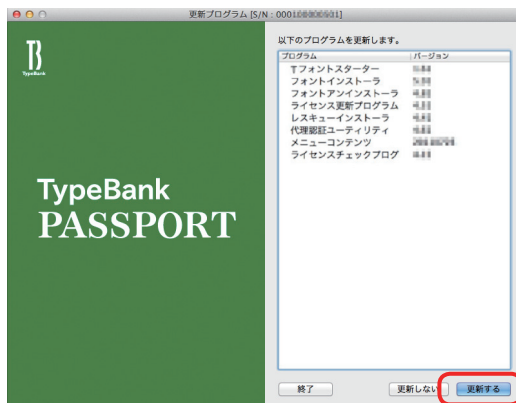 更新プログラム [S/N : 000
TB
TypeBank
TypeBank
PASSPORT
以下のプログラムを更新します。
プログラム バージョン
Tフォントスターター
フォントインストーラ
フォントアンインストーラ
ライセンス更新プログラム
レスキューインストーラ
代理認証ユーティリティ
メニューコンテンツ
ライセンスチェックプログ
終了 更新しない 更新する